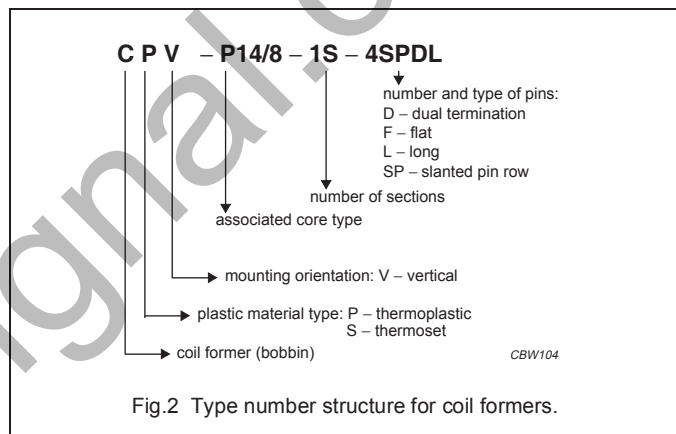 C P V – P14/8 – 1S – 4SPDL
number and type of pins:
D – dual termination
F – flat
L – long
SP – slanted pin row
number of sections
associated core type
mounting orientation: V – vertical
plastic material type: P – thermoplastic
S – thermoset
coil former (bobbin)
CBW104
Fig.2 Type number structure for coil formers.